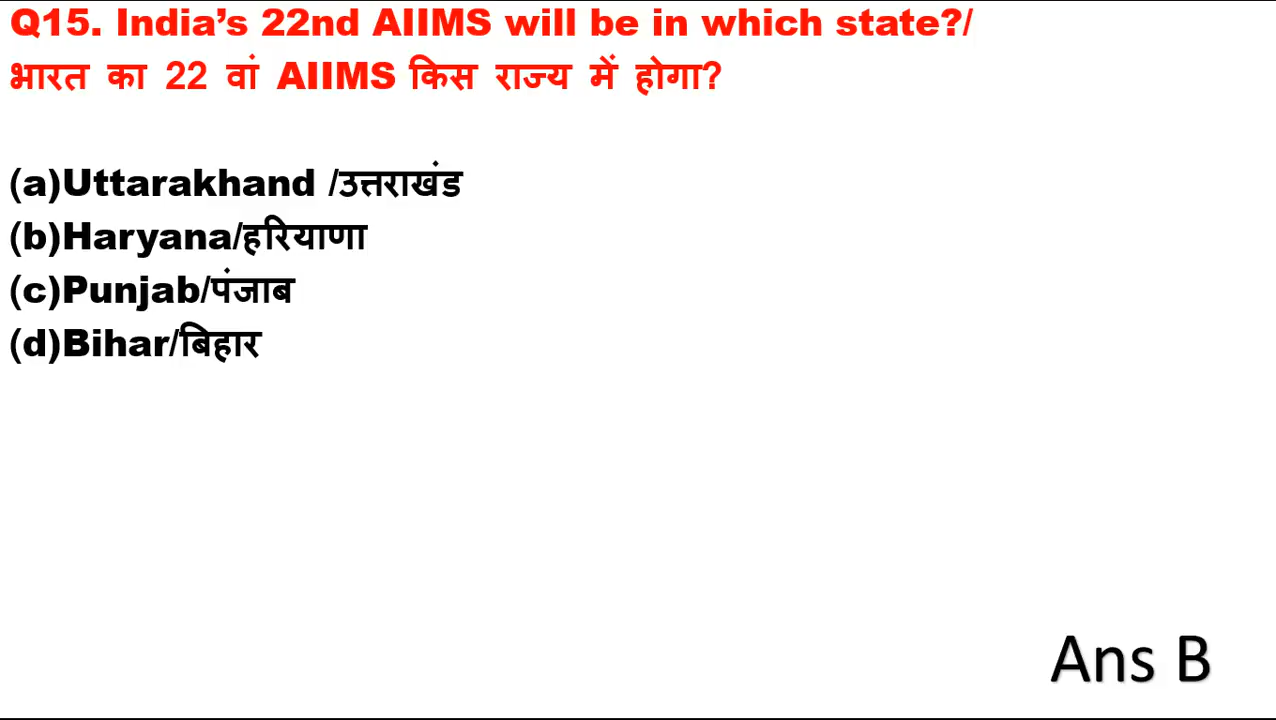 Q15. India’s 22nd AIIMS will be in which state?/
भारत का 22 वां AIIMS किस राज्य में होगा?
(a)Uttarakhand /उत्तराखंड
(b)Haryana/हरियाणा
(c)Punjab/पंजाब
(d)Bihar/बिहार
Ans B